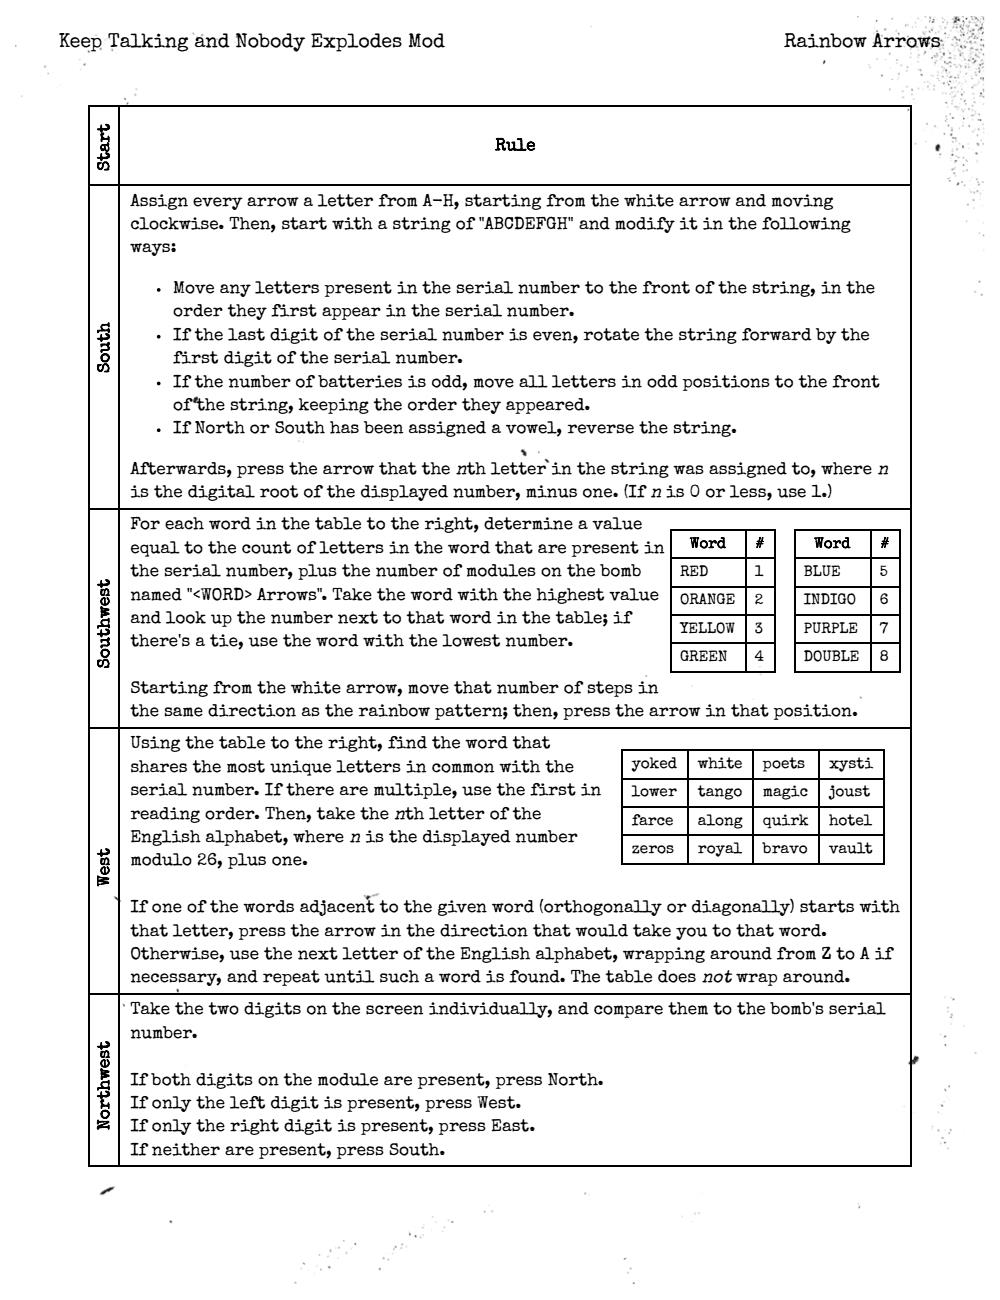 Keep Talking and Nobody Explodes Mod
Rainbow Arrows
Start
Rule
South
Assign every arrow a letter from A-H, starting from the white arrow and moving
clockwise. Then, start with a string of "ABCDEFGH" and modify it in the following
ways:
• Move any letters present in the serial number to the front of the string, in the
order they first appear in the serial number.
• If the last digit of the serial number is even, rotate the string forward by the
first digit of the serial number.
• If the number of batteries is odd, move all letters in odd positions to the front
of the string, keeping the order they appeared.
• If North or South has been assigned a vowel, reverse the string.
Afterwards, press the arrow that the nth letter in the string was assigned to, where n
is the digital root of the displayed number, minus one. (If n is 0 or less, use 1.)
Southwest
For each word in the table to the right, determine a value
equal to the count of letters in the word that are present in
the serial number, plus the number of modules on the bomb
named "<WORD> Arrows". Take the word with the highest value
and look up the number next to that word in the table; if
there's a tie, use the word with the lowest number.
Starting from the white arrow, move that number of steps in
the same direction as the rainbow pattern; then, press the arrow in that position.
Word # Word #
RED 1 BLUE 5
ORANGE 2 INDIGO 6
YELLOW 3 PURPLE 7
GREEN 4 DOUBLE 8
West
Using the table to the right, find the word that
shares the most unique letters in common with the
serial number. If there are multiple, use the first in
reading order. Then, take the nth letter of the
English alphabet, where n is the displayed number
modulo 26, plus one.
yoked white poets xysti
lower tango magic joust
farce along quirk hotel
zeros royal bravo vault
If one of the words adjacent to the given word (orthogonally or diagonally) starts with
that letter, press the arrow in the direction that would take you to that word.
Otherwise, use the next letter of the English alphabet, wrapping around from Z to A if
necessary, and repeat until such a word is found. The table does not wrap around.
Northwest
Take the two digits on the screen individually, and compare them to the bomb's serial
number.
If both digits on the module are present, press North.
If only the left digit is present, press West.
If only the right digit is present, press East.
If neither are present, press South.